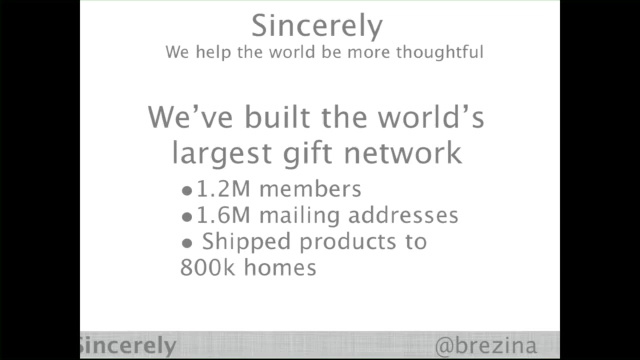 Sincerely
We help the world be more thoughtful
We've built the world's
largest gift network
●1.2M members
●1.6M mailing addresses
● Shipped products to
800k homes
Sincerely
@brezina